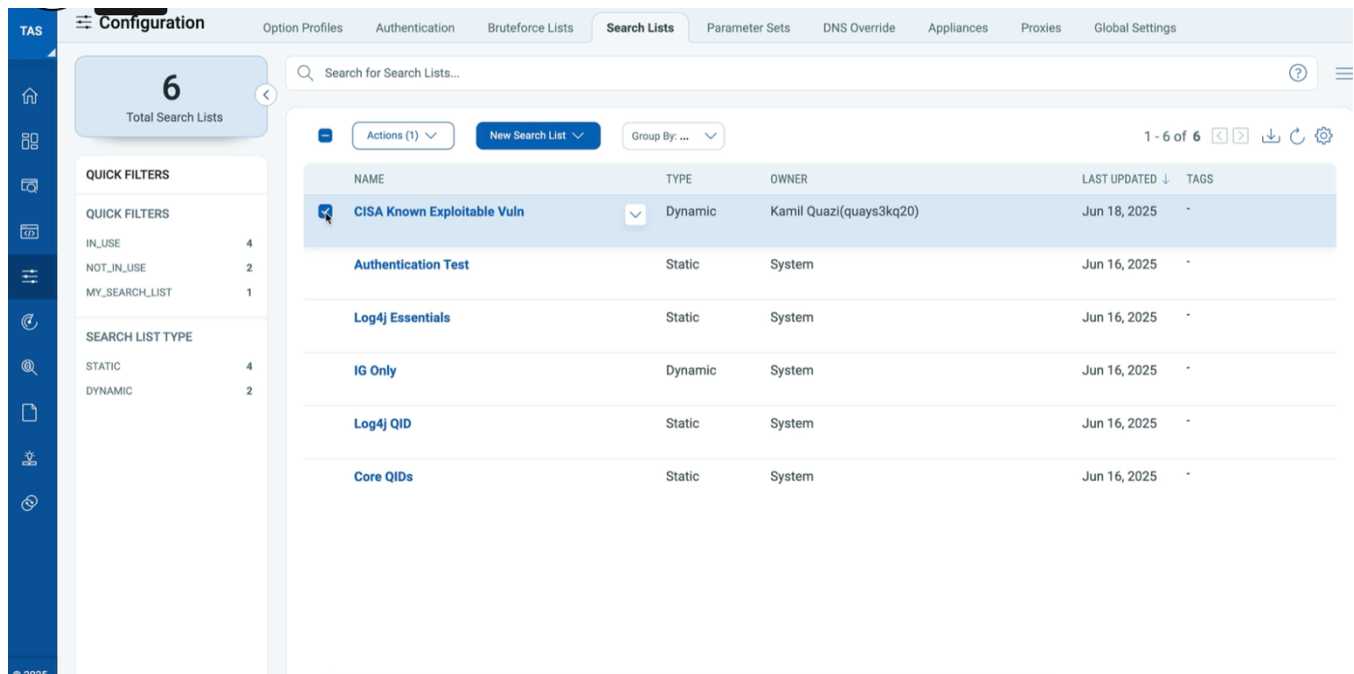 TAS
Configuration
Option Profiles
Authentication
Bruteforce Lists
Search Lists
Parameter Sets
DNS Override
Appliances
Proxies
Global Settings
6
Total Search Lists
Search for Search Lists...
Actions (1)
New Search List
Group By: ...
1 - 6 of 6
QUICK FILTERS
QUICK FILTERS
IN_USE 4
NOT_IN_USE 2
MY_SEARCH_LIST 1
SEARCH LIST TYPE
STATIC 4
DYNAMIC 2
NAME TYPE OWNER LAST UPDATED TAGS
CISA Known Exploitable Vuln Dynamic Kamil Quazi(quays3kq20) Jun 18, 2025 -
Authentication Test Static System Jun 16, 2025 -
Log4j Essentials Static System Jun 16, 2025 -
IG Only Dynamic System Jun 16, 2025 -
Log4j QID Static System Jun 16, 2025 -
Core QIDs Static System Jun 16, 2025 -